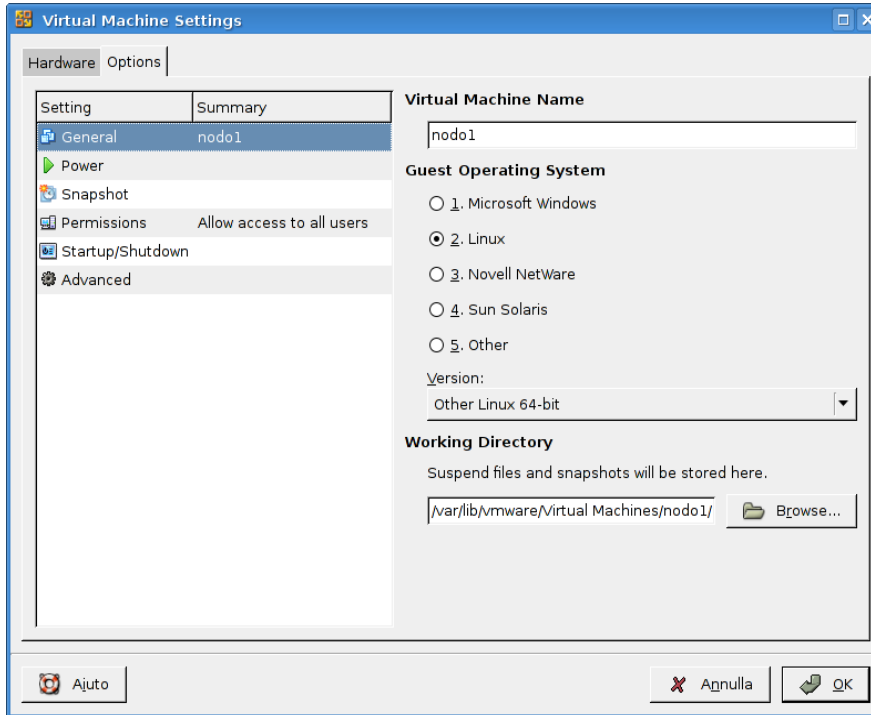 Virtual Machine Settings
Hardware Options
Setting Summary
General nodo1
Power
Snapshot
Permissions Allow access to all users
Startup/Shutdown
Advanced
Virtual Machine Name
nodo1
Guest Operating System
1. Microsoft Windows
2. Linux
3. Novell NetWare
4. Sun Solaris
5. Other
Version:
Other Linux 64-bit
Working Directory
Suspend files and snapshots will be stored here.
/var/lib/vmware/Virtual Machines/nodo1/ Browse...
Aiuto Annulla OK